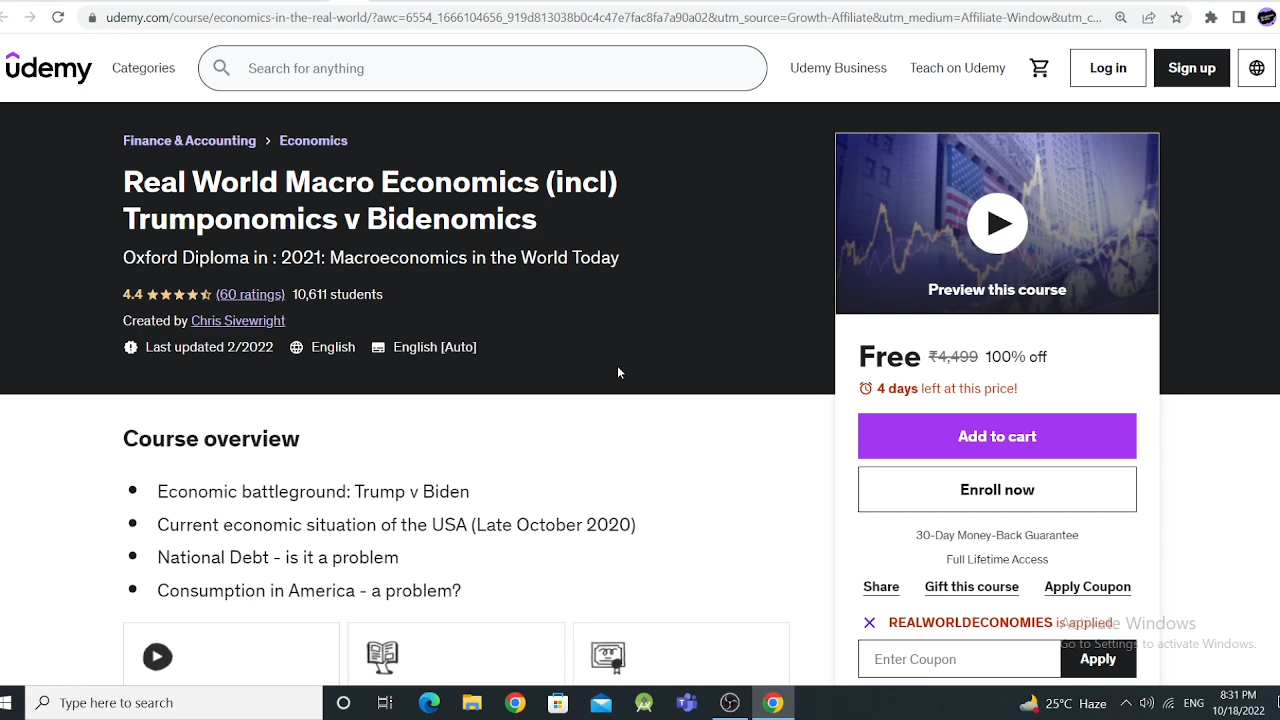 udemy.com/course/economics-in-the-real-world/?awc=6554_1666104656_919d813038b0c4c47e7fac8fa7a90a03&utm_source=Growth-Affiliate&utm_medium=Affiliate-Window&utm_c...
udemy
Categories
Search for anything
Udemy Business
Teach on Udemy
Log in
Sign up
Finance & Accounting > Economics
Real World Macro Economics (incl)
Trumponomics v Bidenomics
Oxford Diploma in : 2021: Macroeconomics in the World Today
4.4 (60 ratings) 10,611 students
Created by Chris Sivewright
Last updated 2/2022 English English [Auto]
Preview this course
Free ₹4,499 100% off
4 days left at this price!
Add to cart
Enroll now
30-Day Money-Back Guarantee
Full Lifetime Access
Share Gift this course Apply Coupon
REALWORLDECONOMIES is applied
Enter Coupon
Apply
Course overview
Economic battleground: Trump v Biden
Current economic situation of the USA (Late October 2020)
National Debt - is it a problem
Consumption in America - a problem?
Activate Windows
Go to Settings to activate Windows.
Type here to search
25°C Haze
ENG
8:31 PM
10/18/2022